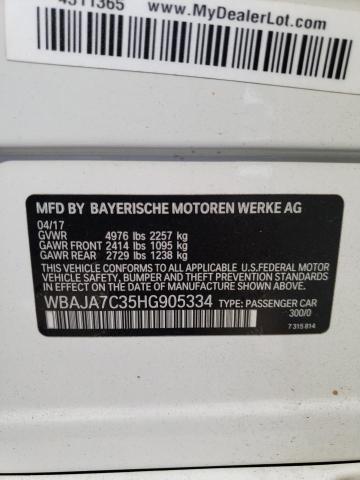 4311365
www.MyDealerLot.com
MFD BY BAYERISCHE MOTOREN WERKE AG
04/17
GVWR 4976 lbs 2257 kg
GAWR FRONT 2414 lbs 1095 kg
GAWR REAR 2729 lbs 1238 kg
THIS VEHICLE CONFORMS TO ALL APPLICABLE U.S. FEDERAL MOTOR
VEHICLE SAFETY, BUMPER, AND THEFT PREVENTION STANDARDS
IN EFFECT ON THE DATE OF MANUFACTURE SHOWN ABOVE.
WBAJA7C35HG905334 TYPE: PASSENGER CAR
300/0
7 315 814